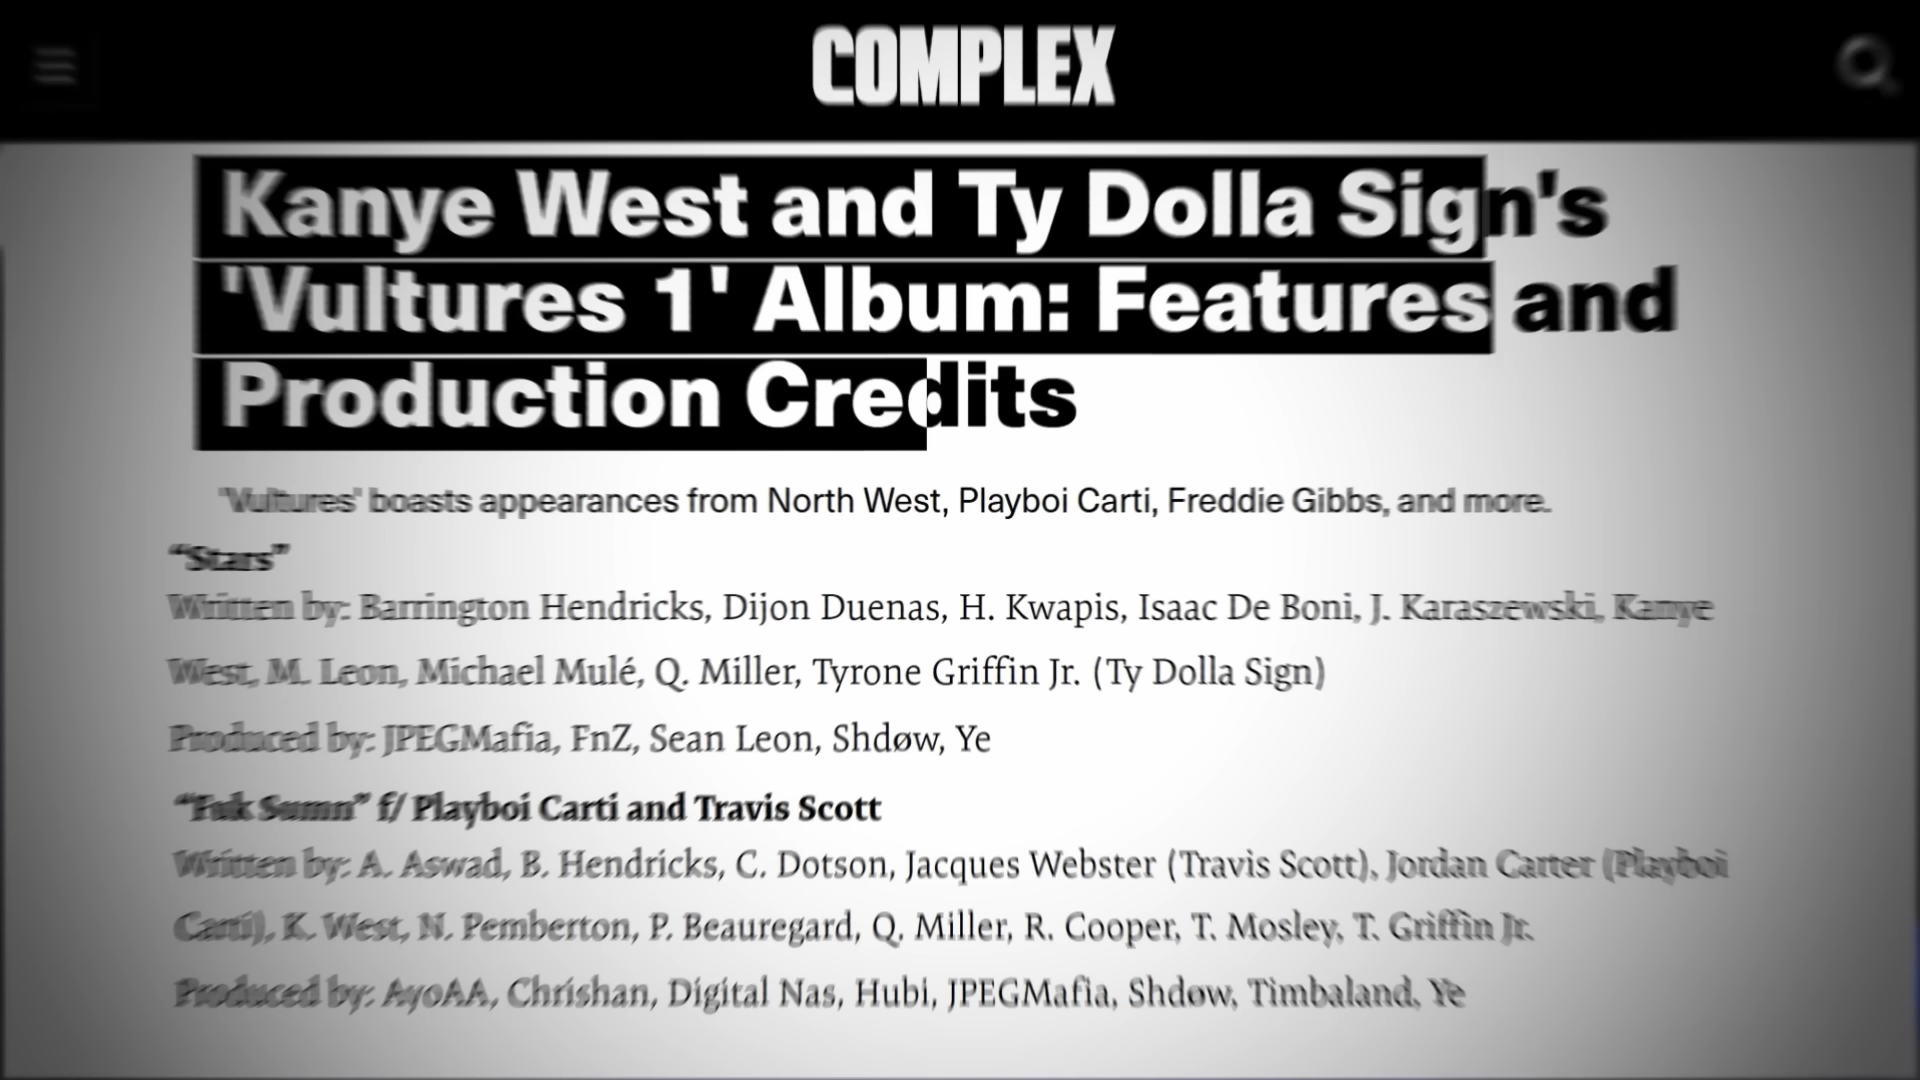 COMPLEX
Kanye West and Ty Dolla Sign's
'Vultures 1' Album: Features and
Production Credits
'Vultures' boasts appearances from North West, Playboi Carti, Freddie Gibbs, and more.
“Stars”
Written by: Barrington Hendricks, Dijon Duenas, H. Kwapis, Isaac De Boni, J. Karaszewski, Kanye
West, M. Leon, Michael Mulé, Q. Miller, Tyrone Griffin Jr. (Ty Dolla Sign)
Produced by: JPEGMafia, FnZ, Sean Leon, Shdøw, Ye
“Fuk Sumn” f/ Playboi Carti and Travis Scott
Written by: A. Aswad, B. Hendricks, C. Dotson, Jacques Webster (Travis Scott), Jordan Carter (Playboi
Carti), K. West, N. Pemberton, P. Beauregard, Q. Miller, R. Cooper, T. Mosley, T. Griffin Jr.
Produced by: AyoAA, Chrishan, Digital Nas, Hubi, JPEGMafia, Shdøw, Timbaland, Ye